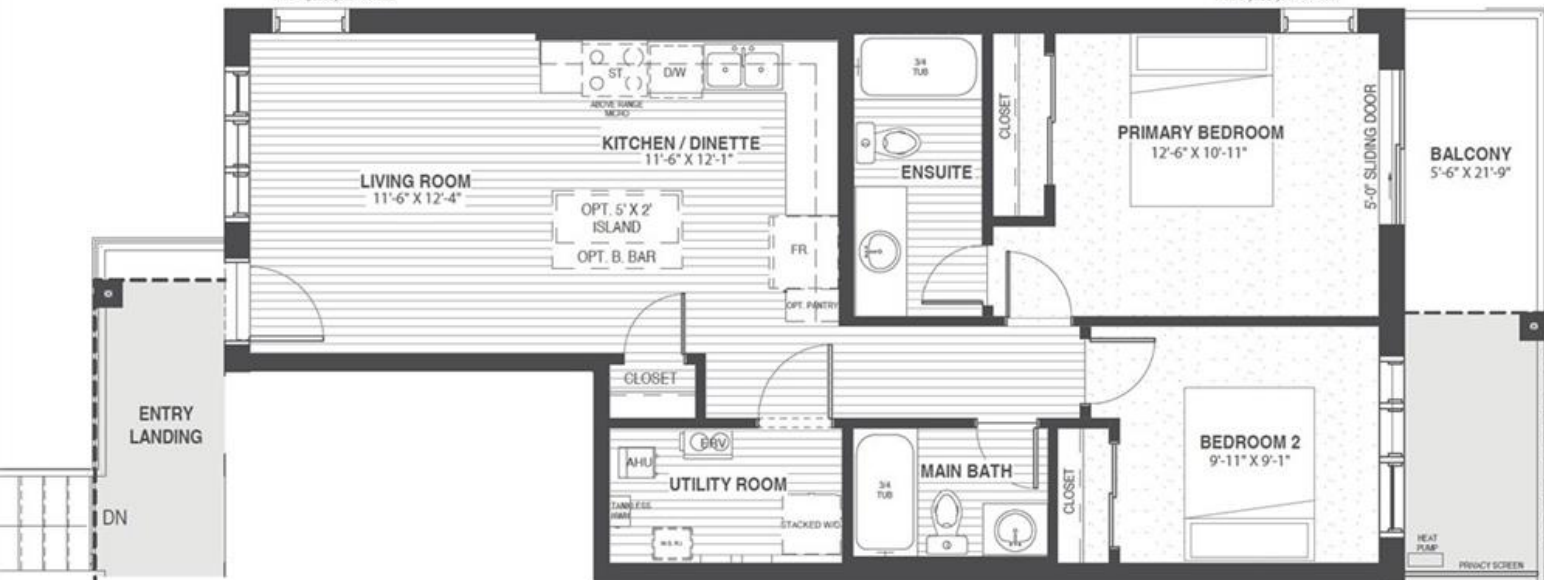 ST.
D/W
ABOVE RANGE
MICRO
KITCHEN / DINETTE
11'-6" X 12'-1"
LIVING ROOM
11'-6" X 12'-4"
OPT. 5' X 2'
ISLAND
OPT. B. BAR
FR.
OPT. PANTRY
3/4
TUB
ENSUITE
CLOSET
PRIMARY BEDROOM
12'-6" X 10'-11"
5'-0" SLIDING DOOR
BALCONY
5'-6" X 21'-9"
ENTRY
LANDING
DN
CLOSET
ERV
AHU
UTILITY ROOM
TANKLESS
HWH
STACKED W/D
3/4
TUB
MAIN BATH
CLOSET
BEDROOM 2
9'-11" X 9'-1"
HEAT
PUMP
PRIVACY SCREEN